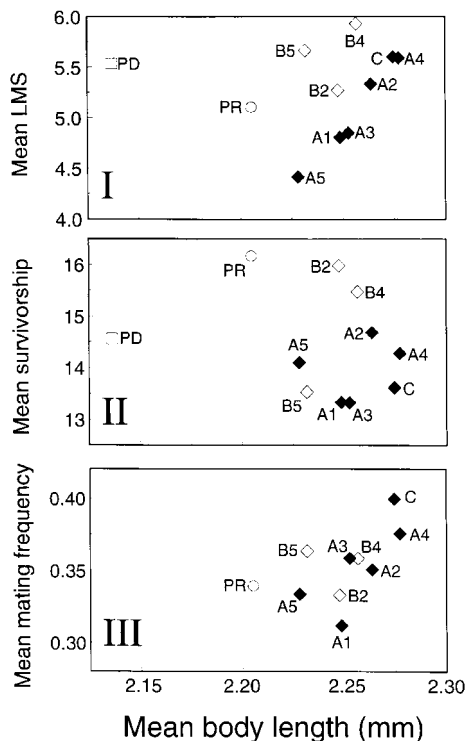 Mean LMS
6.0
5.5
5.0
4.5
4.0
PD
B5
B4
C
A4
B2
A2
PR
A1
A3
A5
I
Mean survivorship
16
15
14
13
PR
B2
B4
PD
A5
A2
A4
B5
A1
A3
C
II
Mean mating frequency
0.40
0.35
0.30
C
A4
B5
A3
B4
A2
PR
A5
B2
A1
III
2.15
2.20
2.25
2.30
Mean body length (mm)